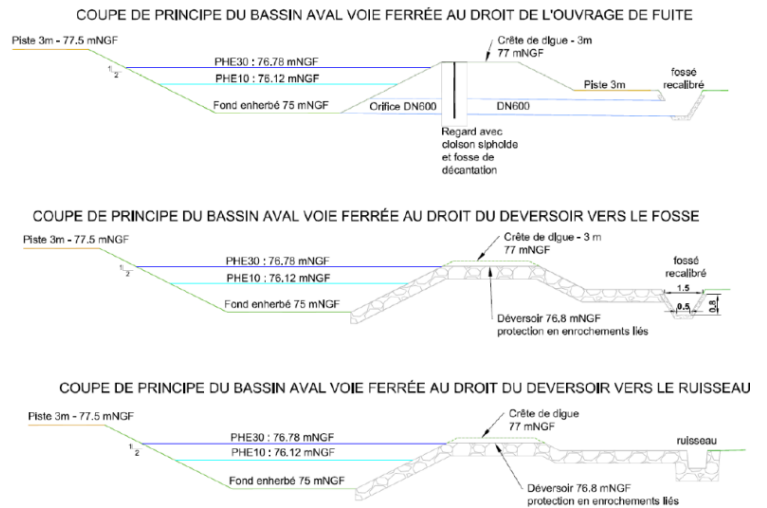 COUPE DE PRINCIPE DU BASSIN AVAL VOIE FERRÉE AU DROIT DE L'OUVRAGE DE FUITE
Piste 3m - 77.5 mNGF
Crête de digue - 3m
77 mNGF
PHE30 : 76.78 mNGF
1/2
PHE10 : 76.12 mNGF
fossé
recalibré
Piste 3m
Fond enherbé 75 mNGF
Orifice DN600
DN600
Regard avec
cloison siphoïde
et fosse de
décantation
COUPE DE PRINCIPE DU BASSIN AVAL VOIE FERRÉE AU DROIT DU DEVERSOIR VERS LE FOSSE
Piste 3m - 77.5 mNGF
Crête de digue - 3 m
77 mNGF
PHE30 : 76.78 mNGF
1/2
fossé
recalibré
PHE10 : 76.12 mNGF
1.5
Fond enherbé 75 mNGF
0.5
0.8
Déversoir 76.8 mNGF
protection en enrochements liés
COUPE DE PRINCIPE DU BASSIN AVAL VOIE FERRÉE AU DROIT DU DEVERSOIR VERS LE RUISSEAU
Piste 3m - 77.5 mNGF
Crête de digue
77 mNGF
PHE30 : 76.78 mNGF
1/2
ruisseau
PHE10 : 76.12 mNGF
Fond enherbé 75 mNGF
Déversoir 76.8 mNGF
protection en enrochements liés